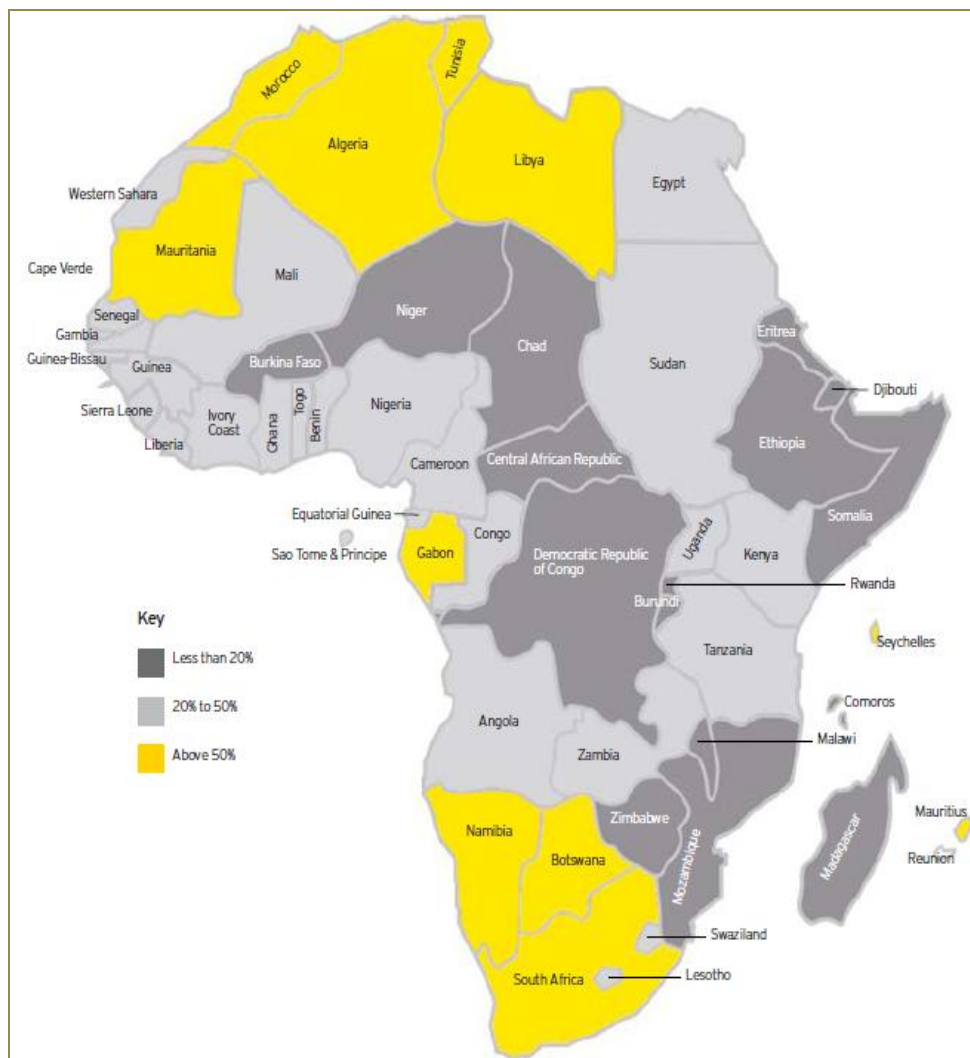 Morocco
Tunisia
Algeria
Libya
Egypt
Western Sahara
Mauritania
Cape Verde
Mali
Niger
Senegal
Gambia
Chad
Eritrea
Guinea-Bissau
Guinea
Burkina Faso
Sudan
Djibouti
Sierra Leone
Ivory
Coast
Ghana
Togo
Benin
Nigeria
Liberia
Ethiopia
Cameroon
Central African Republic
Equatorial Guinea
Somalia
Sao Tome & Principe
Gabon
Congo
Democratic Republic
of Congo
Uganda
Kenya
Rwanda
Burundi
Key
Less than 20%
20% to 50%
Above 50%
Tanzania
Seychelles
Comoros
Angola
Malawi
Zambia
Zimbabwe
Namibia
Botswana
Mozambique
Madagascar
Mauritius
Reunion
Swaziland
South Africa
Lesotho